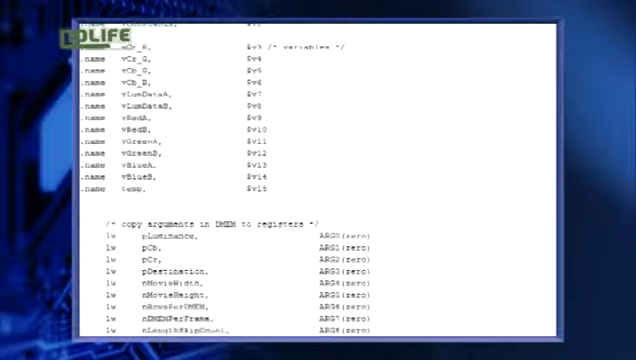 LOLIFE
.name vCr_R, $v3 /* variables */
.name vCr_G, $v4
.name vCb_G, $v5
.name vCb_B, $v6
.name vLumDataA, $v7
.name vLumDataB, $v8
.name vRedA, $v9
.name vRedB, $v10
.name vGreenA, $v11
.name vGreenB, $v12
.name vBlueA, $v13
.name vBlueB, $v14
.name temp, $v15
/* copy arguments in DMEM to registers */
lw pLuminance, ARG0(zero)
lw pCb, ARG1(zero)
lw pCr, ARG2(zero)
lw pDestination, ARG3(zero)
lw nMovieWidth, ARG4(zero)
lw nMovieHeight, ARG5(zero)
lw nRowsPerDMEM, ARG6(zero)
lw nDMEMPerFrame, ARG7(zero)
lw nLengthSkipCount, ARG8(zero)